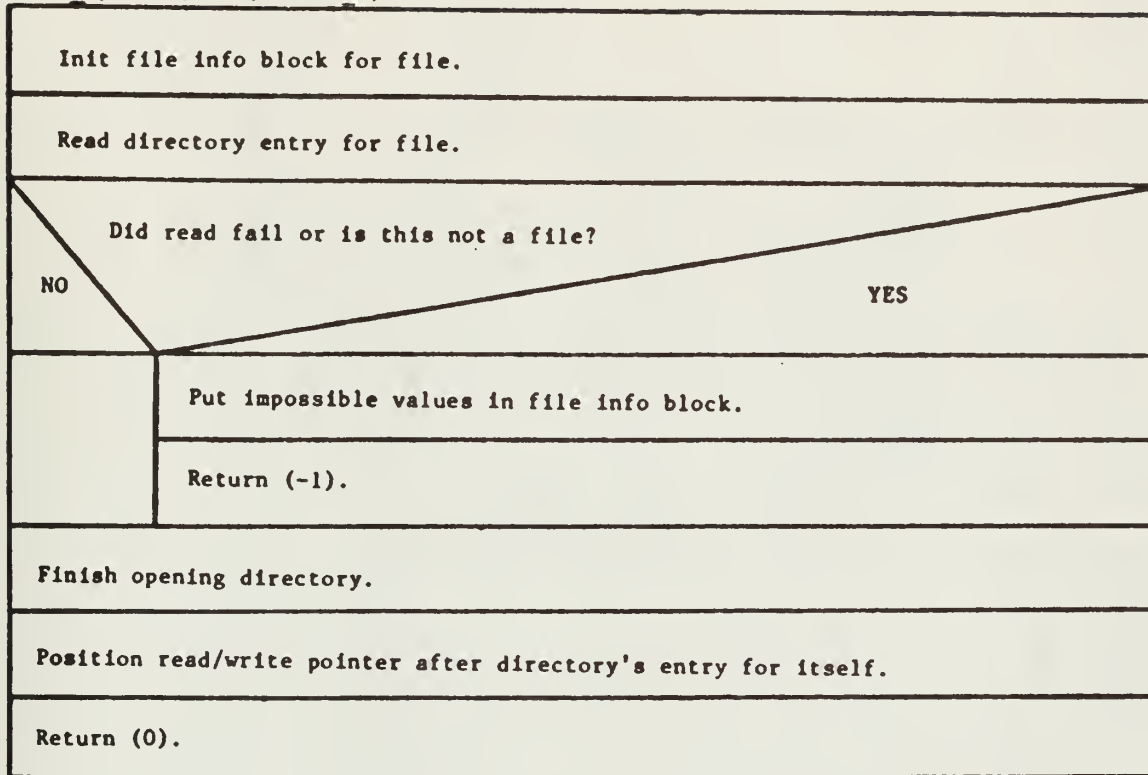 Init file info block for file.
Read directory entry for file.
Did read fail or is this not a file?
NO
YES
Put impossible values in file info block.
Return (-1).
Finish opening directory.
Position read/write pointer after directory's entry for itself.
Return (0).